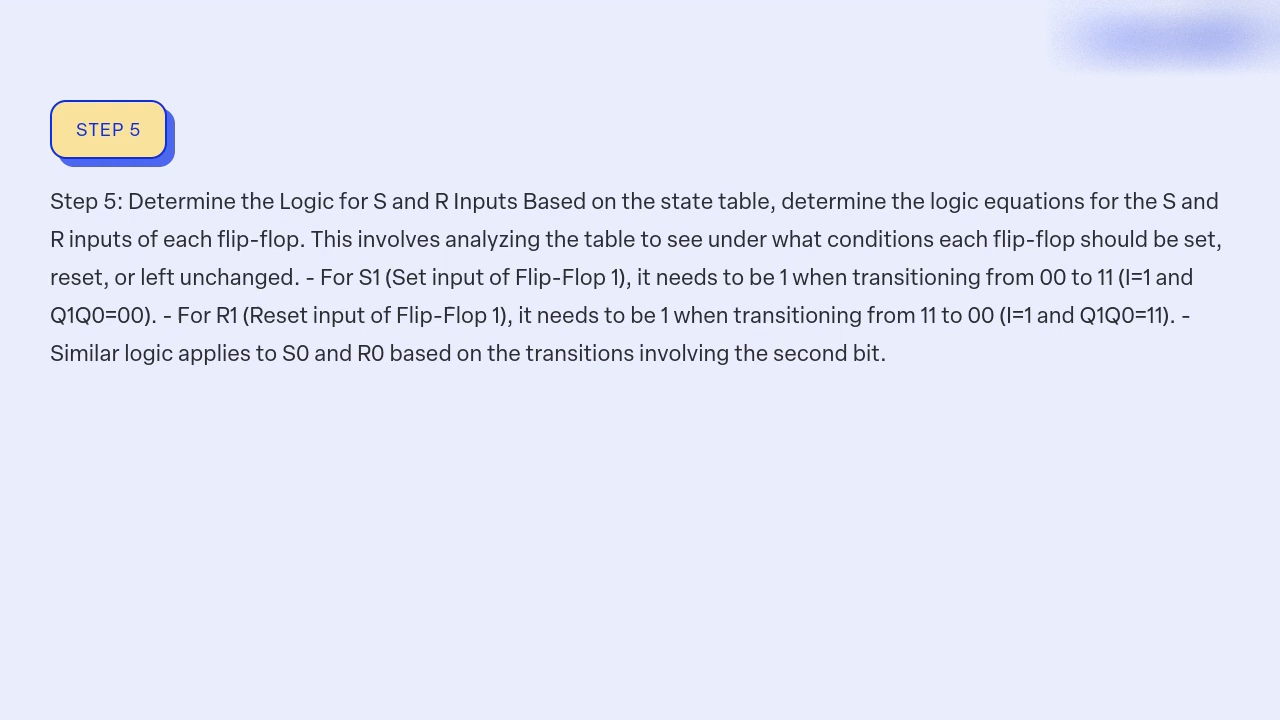 STEP 5
Step 5: Determine the Logic for S and R Inputs Based on the state table, determine the logic equations for the S and
R inputs of each flip-flop. This involves analyzing the table to see under what conditions each flip-flop should be set,
reset, or left unchanged. - For S1 (Set input of Flip-Flop 1), it needs to be 1 when transitioning from 00 to 11 (I=1 and
Q1Q0=00). - For R1 (Reset input of Flip-Flop 1), it needs to be 1 when transitioning from 11 to 00 (I=1 and Q1Q0=11). -
Similar logic applies to S0 and R0 based on the transitions involving the second bit.